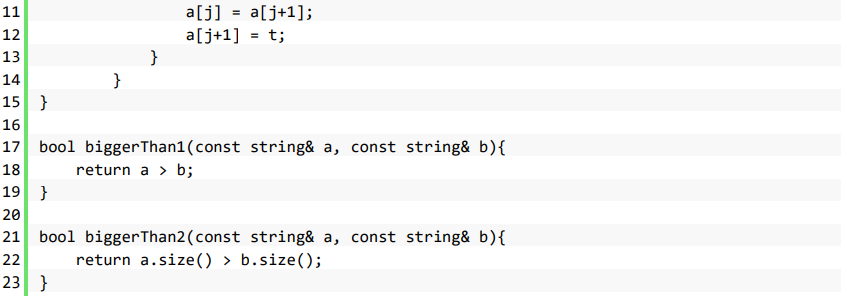 11                a[j] = a[j+1];
12                a[j+1] = t;
13            }
14        }
15 }
16
17 bool biggerThan1(const string& a, const string& b){
18     return a > b;
19 }
20
21 bool biggerThan2(const string& a, const string& b){
22     return a.size() > b.size();
23 }